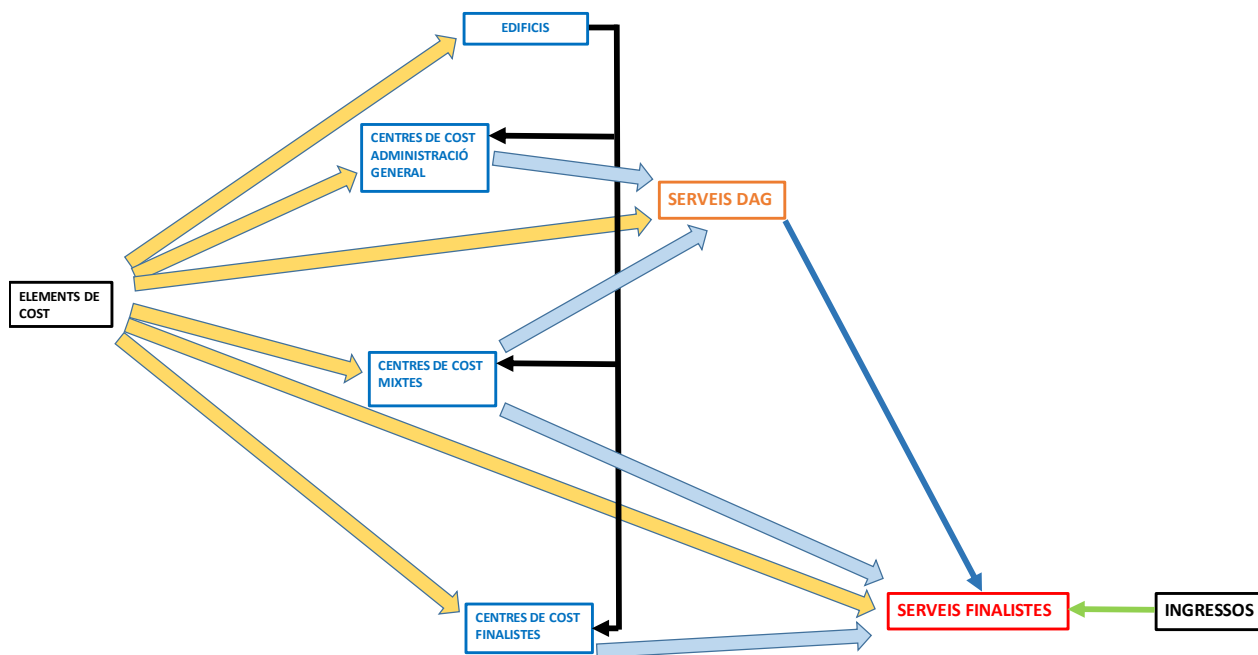 EDIFICIS
CENTRES DE COST
ADMINISTRACIÓ
GENERAL
SERVEIS DAG
ELEMENTS DE
COST
CENTRES DE COST
MIXTES
CENTRES DE COST
FINALISTES
SERVEIS FINALISTES
INGRESSOS